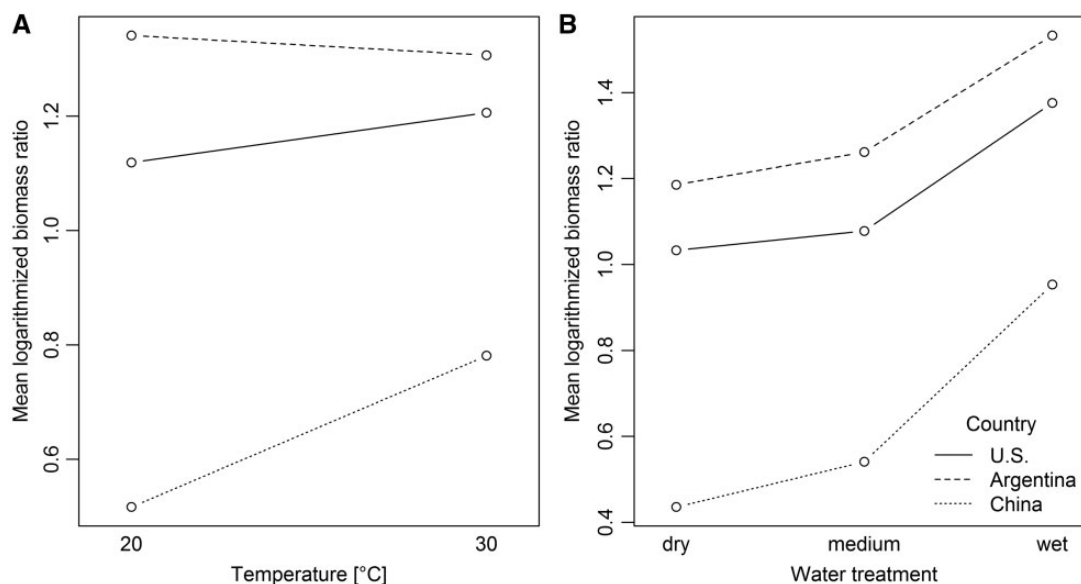 A
Mean logarithmized biomass ratio
1.2
1.0
0.8
0.6
20
30
Temperature [°C]
B
Mean logarithmized biomass ratio
1.4
1.2
1.0
0.8
0.6
0.4
dry
medium
wet
Water treatment
Country
U.S.
Argentina
China